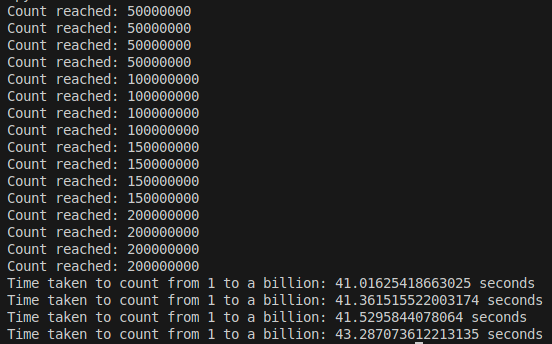 Count reached: 50000000
Count reached: 50000000
Count reached: 50000000
Count reached: 50000000
Count reached: 100000000
Count reached: 100000000
Count reached: 100000000
Count reached: 100000000
Count reached: 150000000
Count reached: 150000000
Count reached: 150000000
Count reached: 150000000
Count reached: 200000000
Count reached: 200000000
Count reached: 200000000
Count reached: 200000000
Time taken to count from 1 to a billion: 41.01625418663025 seconds
Time taken to count from 1 to a billion: 41.361515522003174 seconds
Time taken to count from 1 to a billion: 41.5295844078064 seconds
Time taken to count from 1 to a billion: 43.287073612213135 seconds